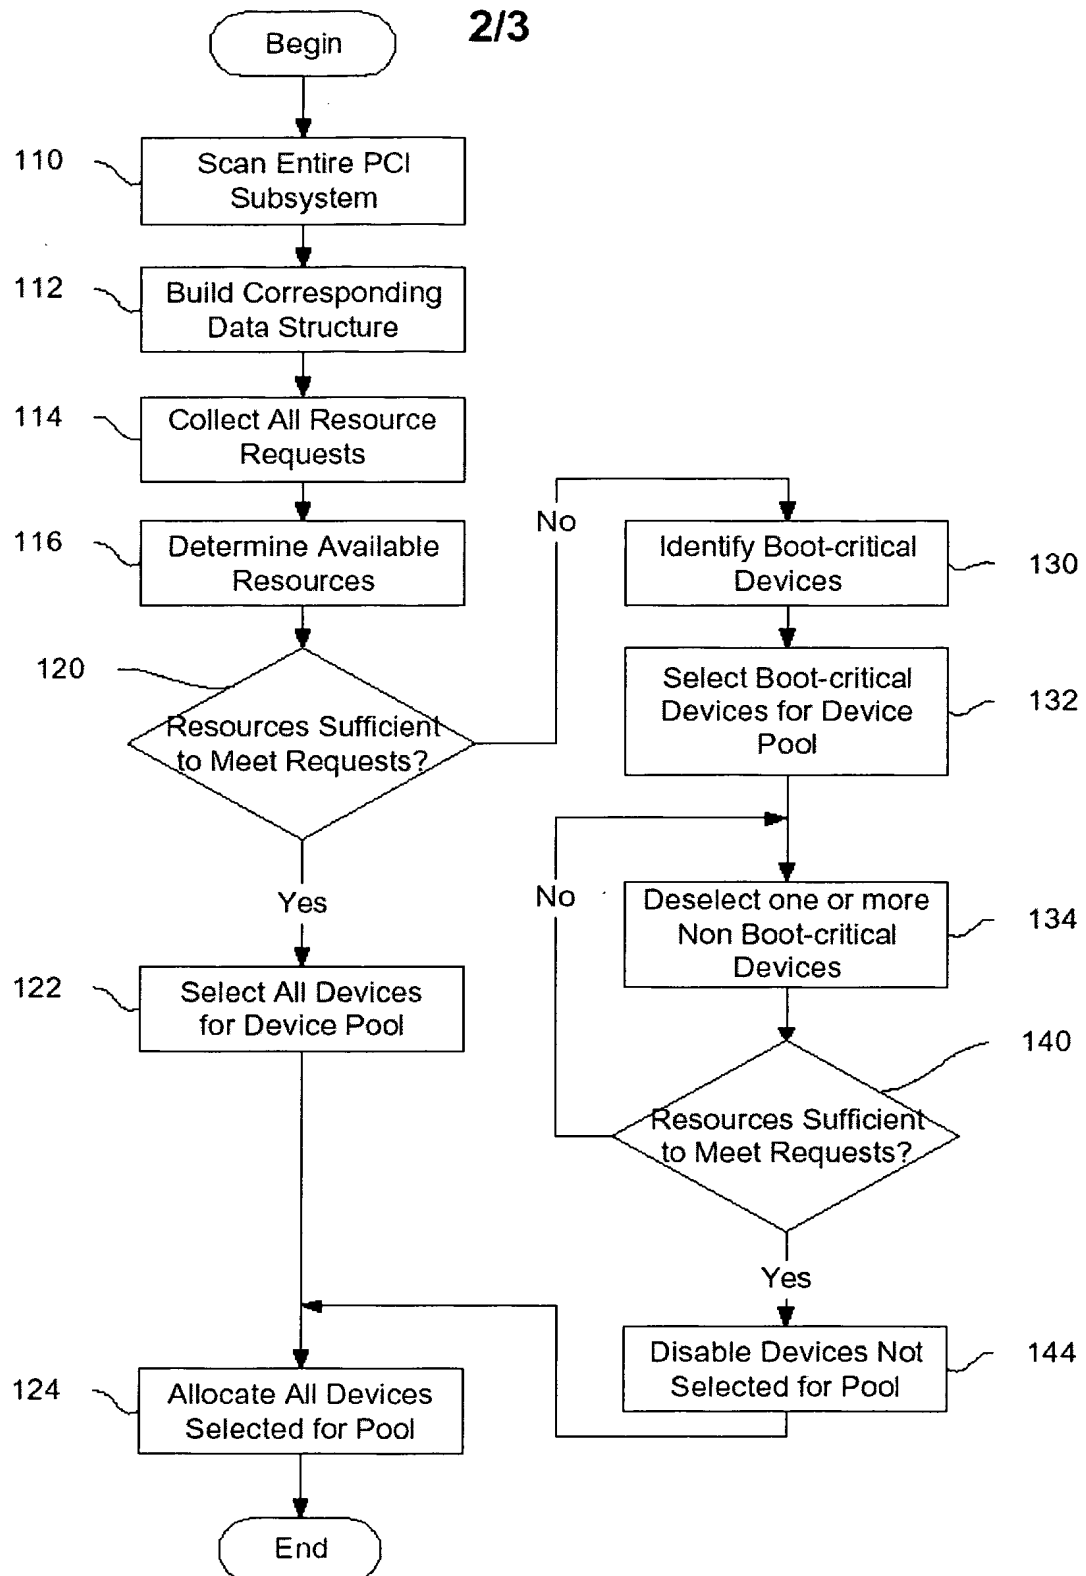 2/3
Begin
110
Scan Entire PCI
Subsystem
112
Build Corresponding
Data Structure
114
Collect All Resource
Requests
116
Determine Available
Resources
120
Resources Sufficient
to Meet Requests?
Yes
122
Select All Devices
for Device Pool
No
Identify Boot-critical
Devices
130
Select Boot-critical
Devices for Device
Pool
132
No
Deselect one or more
Non Boot-critical
Devices
134
140
Resources Sufficient
to Meet Requests?
Yes
Disable Devices Not
Selected for Pool
144
124
Allocate All Devices
Selected for Pool
End